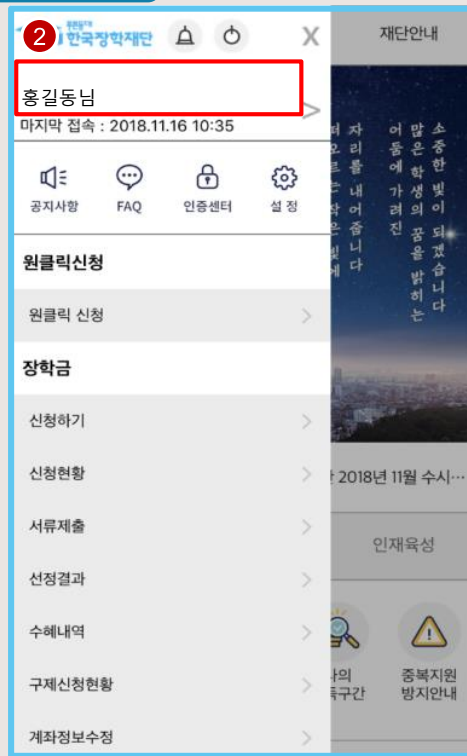 2
푸른등대
한국장학재단
X
홍길동님
마지막 접속 : 2018.11.16 10:35
공지사항 FAQ 인증센터 설 정
원클릭신청
원클릭 신청
장학금
신청하기
신청현황
서류제출
선정결과
수혜내역
구제신청현황
계좌정보수정
재단안내
소중한 빛이 되겠습니다
많은 학생의 꿈을 밝히는
어둠에 가려진
자리를 내어줍니다
2018년 11월 수시…
인재육성
중복지원
방지안내